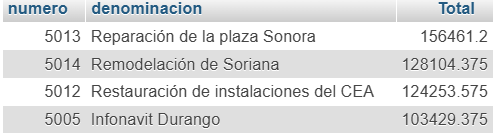 numero denominacion Total
5013 Reparación de la plaza Sonora 156461.2
5014 Remodelación de Soriana 128104.375
5012 Restauración de instalaciones del CEA 124253.575
5005 Infonavit Durango 103429.375